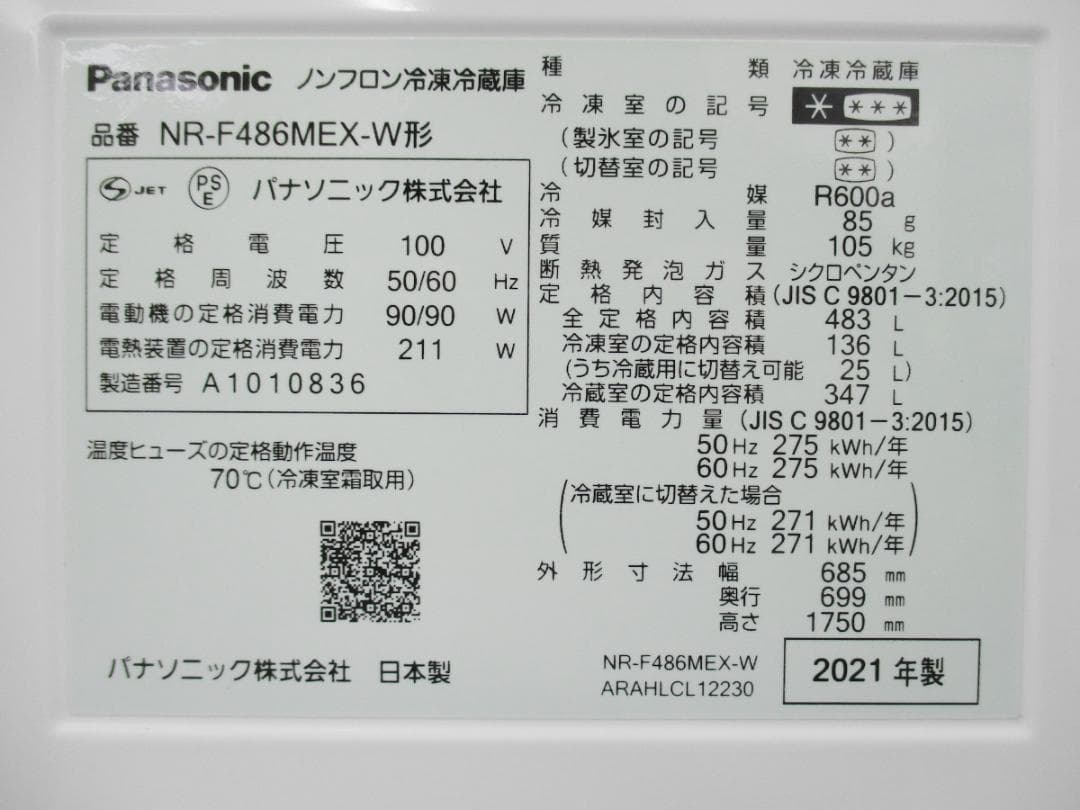 Panasonic ノンフロン冷凍冷蔵庫
品番 NR-F486MEX-W形
S JET PSE パナソニック株式会社
定格電圧 100 V
定格周波数 50/60 Hz
電動機の定格消費電力 90/90 W
電熱装置の定格消費電力 211 W
製造番号 A1010836
温度ヒューズの定格動作温度
70℃(冷凍室霜取用)
パナソニック株式会社 日本製
種類 冷凍冷蔵庫
冷凍室の記号 * ***
(製氷室の記号 ** )
(切替室の記号 ** )
冷媒 R600a
冷媒封入量 85 g
質量 105 kg
断熱発泡ガス シクロペンタン
定格内容積(JIS C 9801-3:2015)
全定格内容積 483 L
冷凍室の定格内容積 136 L
(うち冷蔵用に切替え可能 25 L)
冷蔵室の定格内容積 347 L
消費電力量(JIS C 9801-3:2015)
50Hz 275 kWh/年
60Hz 275 kWh/年
(冷蔵室に切替えた場合
50Hz 271 kWh/年
60Hz 271 kWh/年)
外形寸法幅 685 mm
奥行 699 mm
高さ 1750 mm
NR-F486MEX-W
ARAHLCL12230
2021年製